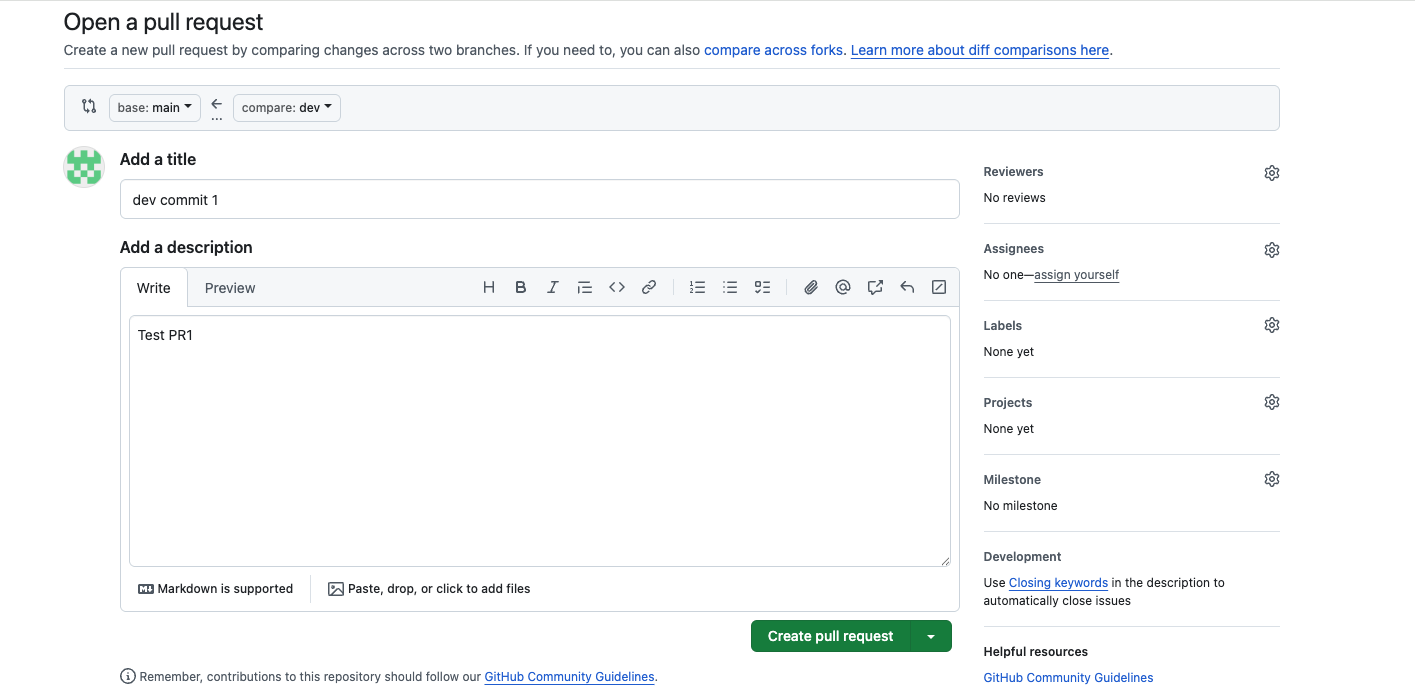 Open a pull request
Create a new pull request by comparing changes across two branches. If you need to, you can also compare across forks. Learn more about diff comparisons here.
base: main
...
compare: dev
Add a title
dev commit 1
Add a description
Write
Preview
Test PR1
Markdown is supported
Paste, drop, or click to add files
Create pull request
Remember, contributions to this repository should follow our GitHub Community Guidelines.
Reviewers
No reviews
Assignees
No one—assign yourself
Labels
None yet
Projects
None yet
Milestone
No milestone
Development
Use Closing keywords in the description to
automatically close issues
Helpful resources
GitHub Community Guidelines